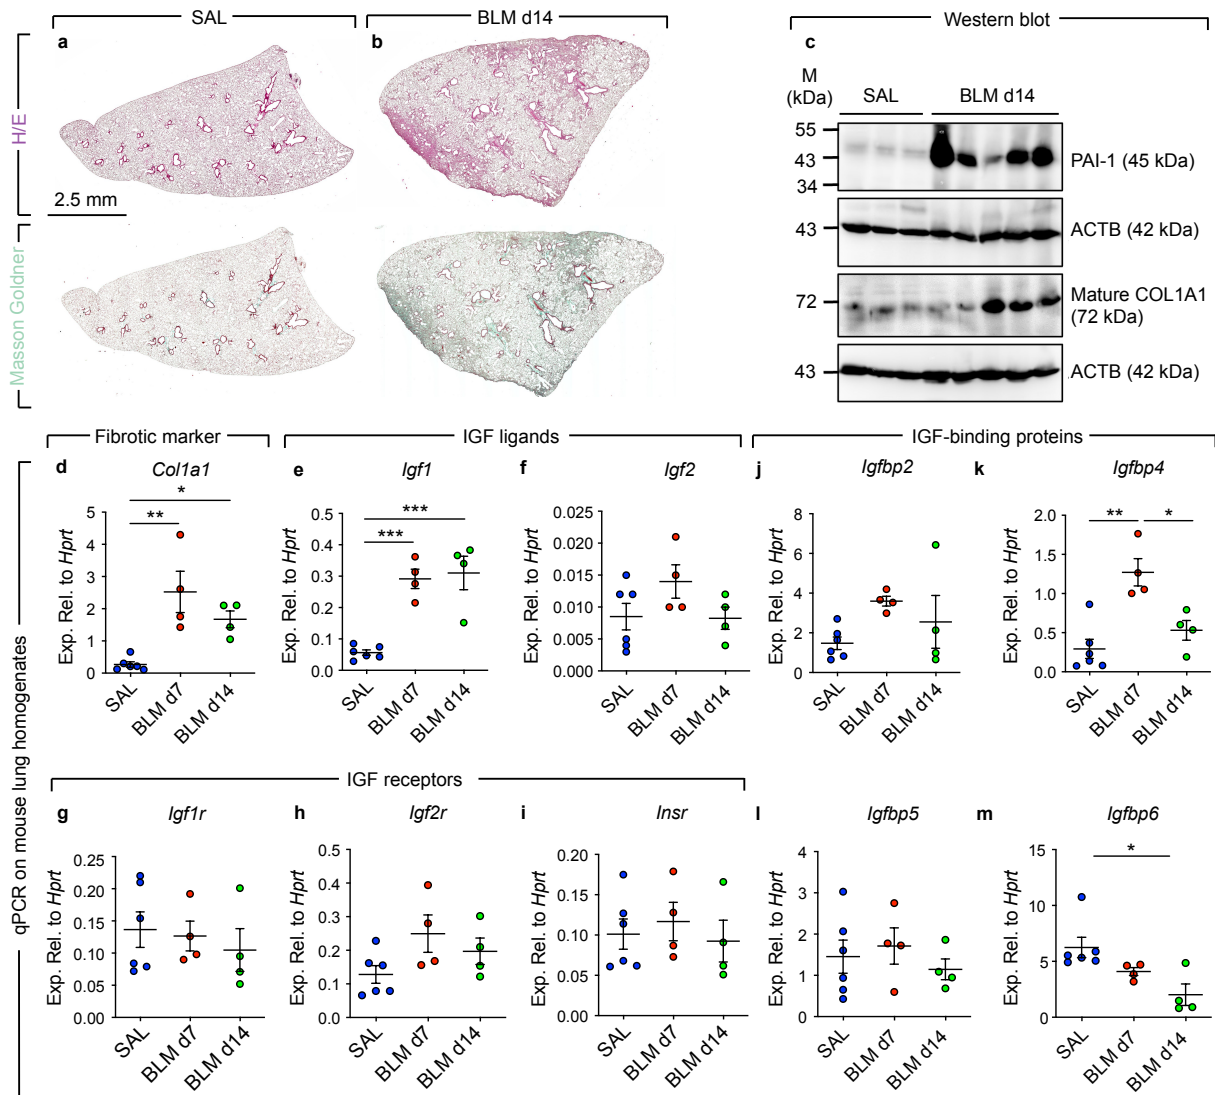 SAL
BLM d14
Western blot
a
b
c
H/E
2.5 mm
Masson Goldner
M
(kDa)
SAL
BLM d14
55
43
34
PAI-1 (45 kDa)
43
ACTB (42 kDa)
72
Mature COL1A1
(72 kDa)
43
ACTB (42 kDa)
qPCR on mouse lung homogenates
Fibrotic marker
IGF ligands
IGF-binding proteins
d
Col1a1
Exp. Rel. to Hprt
5
4
3
2
1
0
*
**
SAL
BLM d7
BLM d14
e
Igf1
Exp. Rel. to Hprt
0.5
0.4
0.3
0.2
0.1
0.0
***
***
SAL
BLM d7
BLM d14
f
Igf2
0.025
0.020
0.015
0.010
0.005
0.000
SAL
BLM d7
BLM d14
j
Igfbp2
Exp. Rel. to Hprt
8
6
4
2
0
SAL
BLM d7
BLM d14
k
Igfbp4
Exp. Rel. to Hprt
2.0
1.5
1.0
0.5
0.0
**
*
SAL
BLM d7
BLM d14
IGF receptors
g
Igf1r
Exp. Rel. to Hprt
0.25
0.20
0.15
0.10
0.05
0.00
SAL
BLM d7
BLM d14
h
Igf2r
Exp. Rel. to Hprt
0.5
0.4
0.3
0.2
0.1
0.0
SAL
BLM d7
BLM d14
i
Insr
Exp. Rel. to Hprt
0.20
0.15
0.10
0.05
0.00
SAL
BLM d7
BLM d14
l
Igfbp5
Exp. Rel. to Hprt
4
3
2
1
0
SAL
BLM d7
BLM d14
m
Igfbp6
Exp. Rel. to Hprt
15
10
5
0
*
SAL
BLM d7
BLM d14